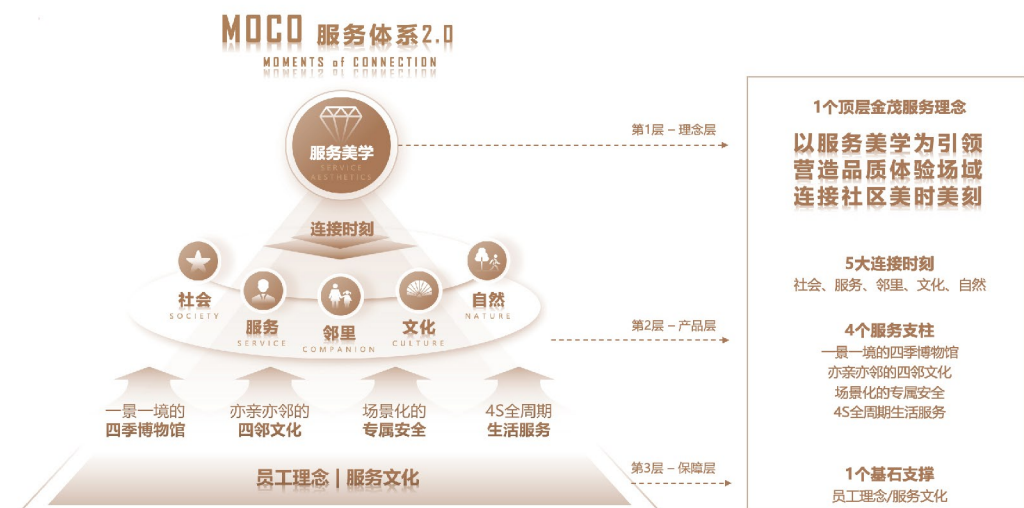 MOCO 服务体系2.0
MOMENTS of CONNECTION
服务美学
SERVICE
AESTHETICS
连接时刻
社会
SOCIETY
服务
SERVICE
邻里
COMPANION
文化
CULTURE
自然
NATURE
一景一境的
四季博物馆
亦亲亦邻的
四邻文化
场景化的
专属安全
4S全周期
生活服务
员工理念 | 服务文化
第1层 – 理念层
第2层 – 产品层
第3层 – 保障层
1个顶层金茂服务理念
以服务美学为引领
营造品质体验场域
连接社区美时美刻
5大连接时刻
社会、服务、邻里、文化、自然
4个服务支柱
一景一境的四季博物馆
亦亲亦邻的四邻文化
场景化的专属安全
4S全周期生活服务
1个基石支撑
员工理念/服务文化